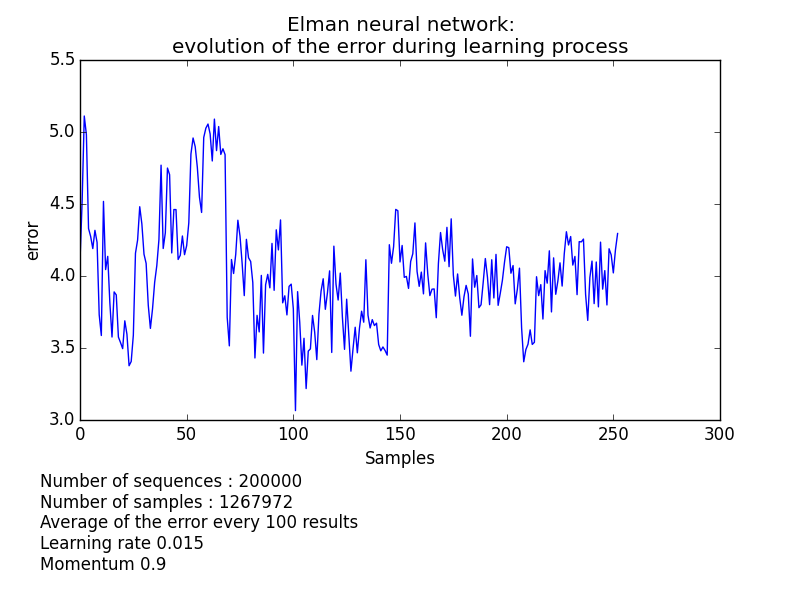 Elman neural network:
evolution of the error during learning process
5.5
5.0
4.5
4.0
3.5
3.0
error
0 50 100 150 200 250 300
Samples
Number of sequences : 200000
Number of samples : 1267972
Average of the error every 100 results
Learning rate 0.015
Momentum 0.9